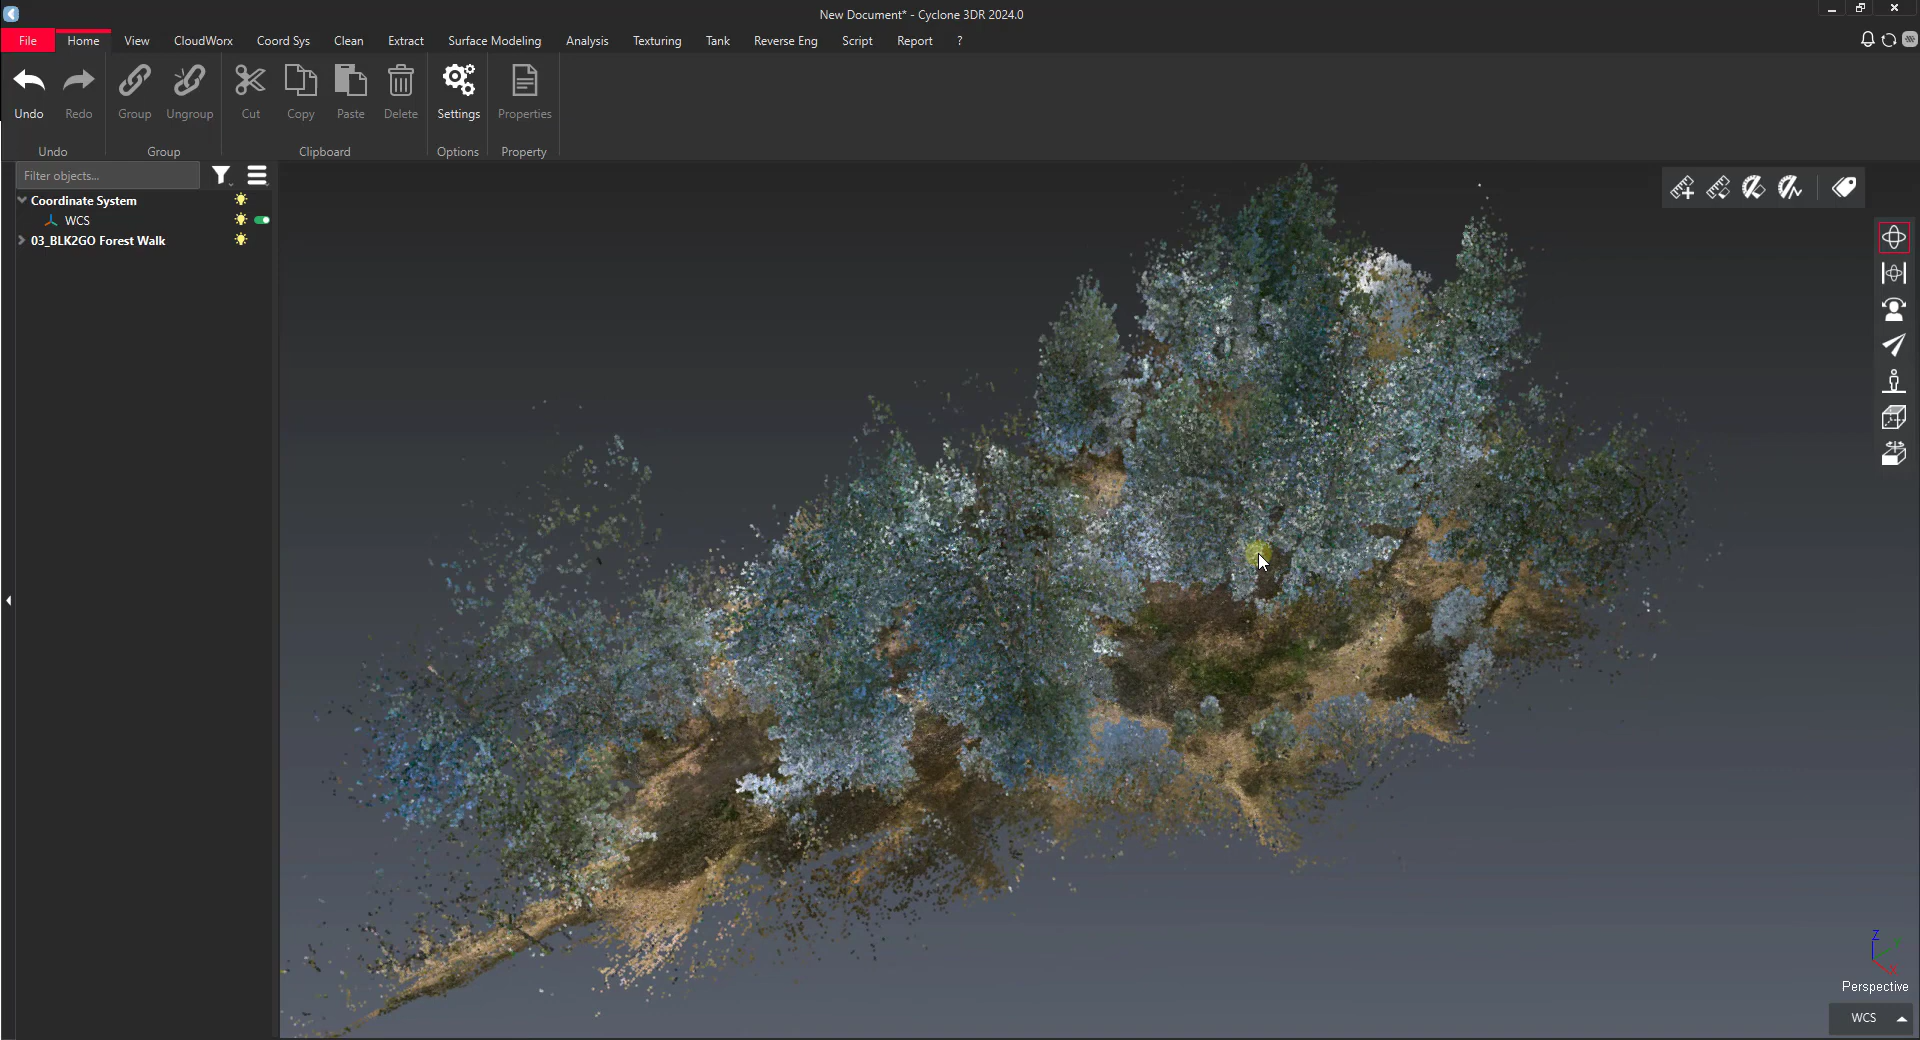 New Document* - Cyclone 3DR 2024.0
File Home View CloudWorx Coord Sys Clean Extract Surface Modeling Analysis Texturing Tank Reverse Eng Script Report ?
Undo Redo Group Ungroup Cut Copy Paste Delete Settings Properties
Undo Group Clipboard Options Property
Filter objects...
Coordinate System
WCS
03_BLK2GO Forest Walk
Z
X
Perspective
WCS